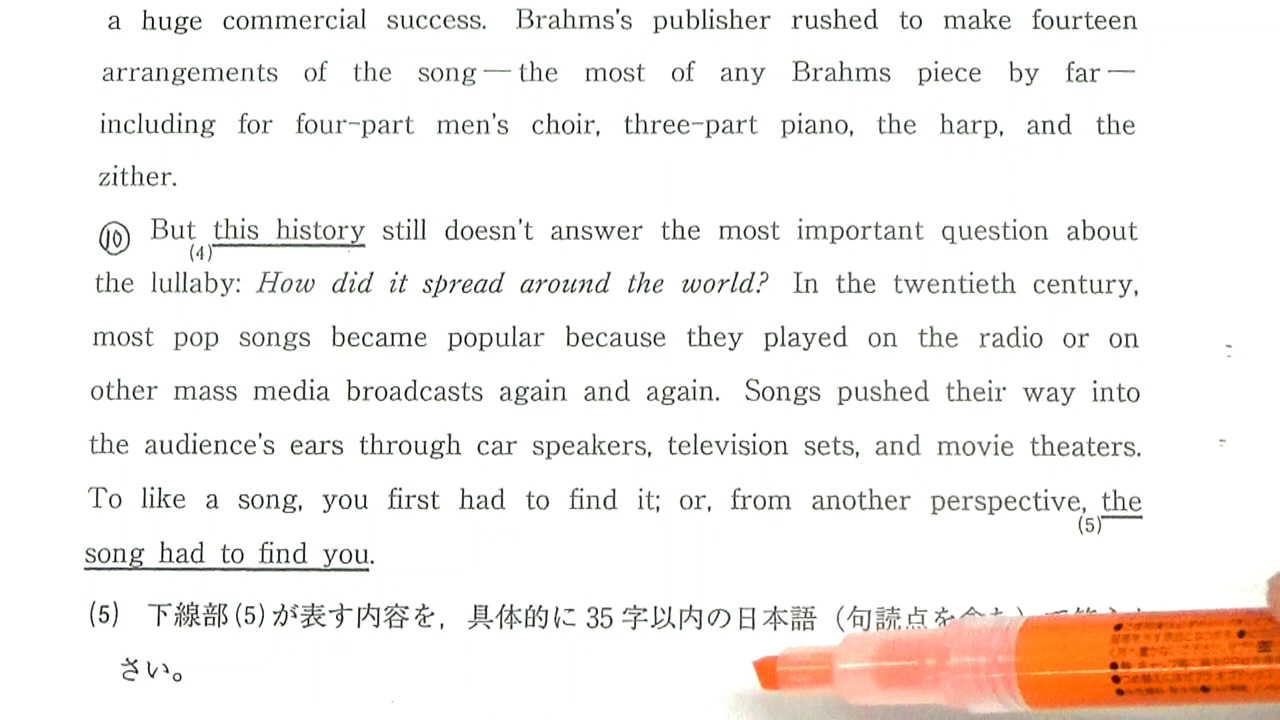 a huge commercial success. Brahms's publisher rushed to make fourteen
arrangements of the song—the most of any Brahms piece by far—
including for four-part men's choir, three-part piano, the harp, and the
zither.
⑩ But this history still doesn't answer the most important question about
(4)
the lullaby: How did it spread around the world? In the twentieth century,
most pop songs became popular because they played on the radio or on
other mass media broadcasts again and again. Songs pushed their way into
the audience's ears through car speakers, television sets, and movie theaters.
To like a song, you first had to find it; or, from another perspective, the
(5)
song had to find you.
(5) 下線部(5)が表す内容を，具体的に 35 字以内の日本語（句読点を
さい。